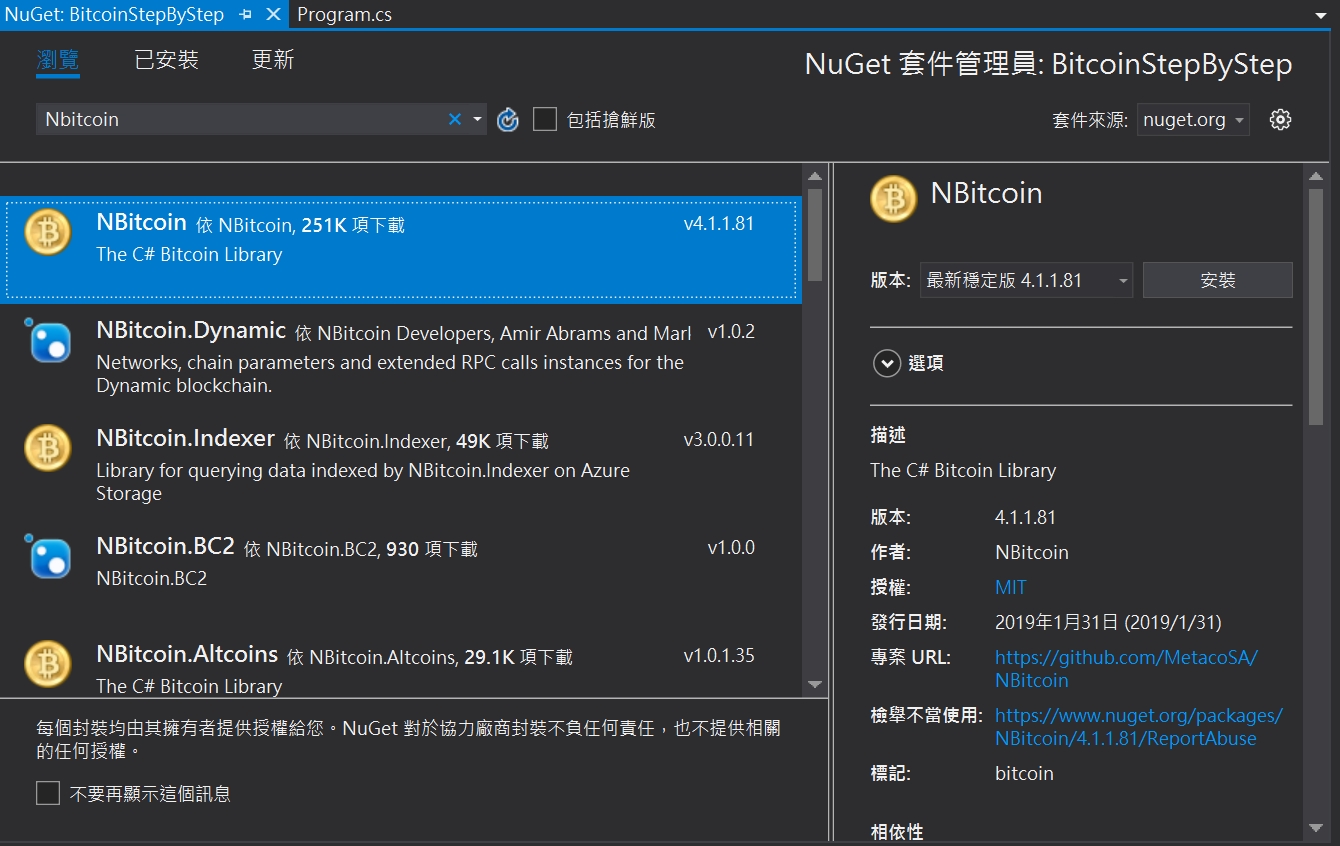 NuGet: BitcoinStepByStep
Program.cs
瀏覽 已安裝 更新
NuGet 套件管理員: BitcoinStepByStep
Nbitcoin
包括搶鮮版
套件來源: nuget.org
NBitcoin 依 NBitcoin, 251K 項下載 v4.1.1.81
The C# Bitcoin Library
NBitcoin.Dynamic 依 NBitcoin Developers, Amir Abrams and Marl v1.0.2
Networks, chain parameters and extended RPC calls instances for the
Dynamic blockchain.
NBitcoin.Indexer 依 NBitcoin.Indexer, 49K 項下載 v3.0.0.11
Library for querying data indexed by NBitcoin.Indexer on Azure
Storage
NBitcoin.BC2 依 NBitcoin.BC2, 930 項下載 v1.0.0
NBitcoin.BC2
NBitcoin.Altcoins 依 NBitcoin.Altcoins, 29.1K 項下載 v1.0.1.35
The C# Bitcoin Library
每個封裝均由其擁有者提供授權給您。NuGet 對於協力廠商封裝不負任何責任，也不提供相關
的任何授權。
不要再顯示這個訊息
NBitcoin
版本: 最新穩定版 4.1.1.81 安裝
選項
描述
The C# Bitcoin Library
版本: 4.1.1.81
作者: NBitcoin
授權: MIT
發行日期: 2019年1月31日 (2019/1/31)
專案 URL: https://github.com/MetacoSA/
NBitcoin
檢舉不當使用: https://www.nuget.org/packages/
NBitcoin/4.1.1.81/ReportAbuse
標記: bitcoin
相依性